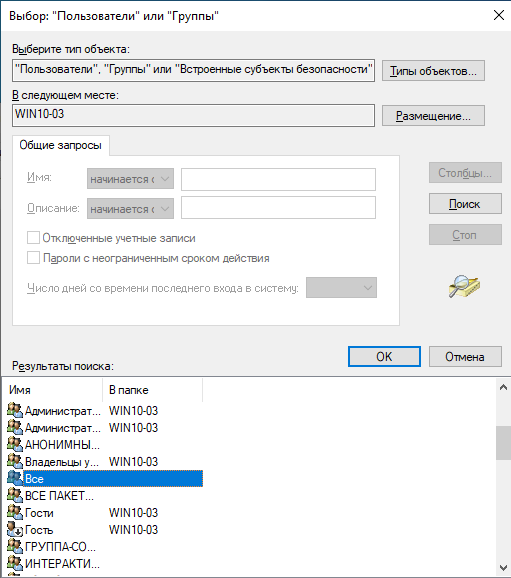 Выбор: "Пользователи" или "Группы"
Выберите тип объекта:
"Пользователи", "Группы" или "Встроенные субъекты безопасности"
Типы объектов...
В следующем месте:
WIN10-03
Размещение...
Общие запросы
Имя:
начинается с
Столбцы...
Описание:
начинается с
Поиск
Отключенные учетные записи
Стоп
Пароли с неограниченным сроком действия
Число дней со времени последнего входа в систему:
OK
Отмена
Результаты поиска:
Имя В папке
Администрат... WIN10-03
Администрат... WIN10-03
АНОНИМНЫ...
Владельцы у... WIN10-03
Все
ВСЕ ПАКЕТ...
Гости WIN10-03
Гость WIN10-03
ГРУППА-СО...
ИНТЕРАКТИ...